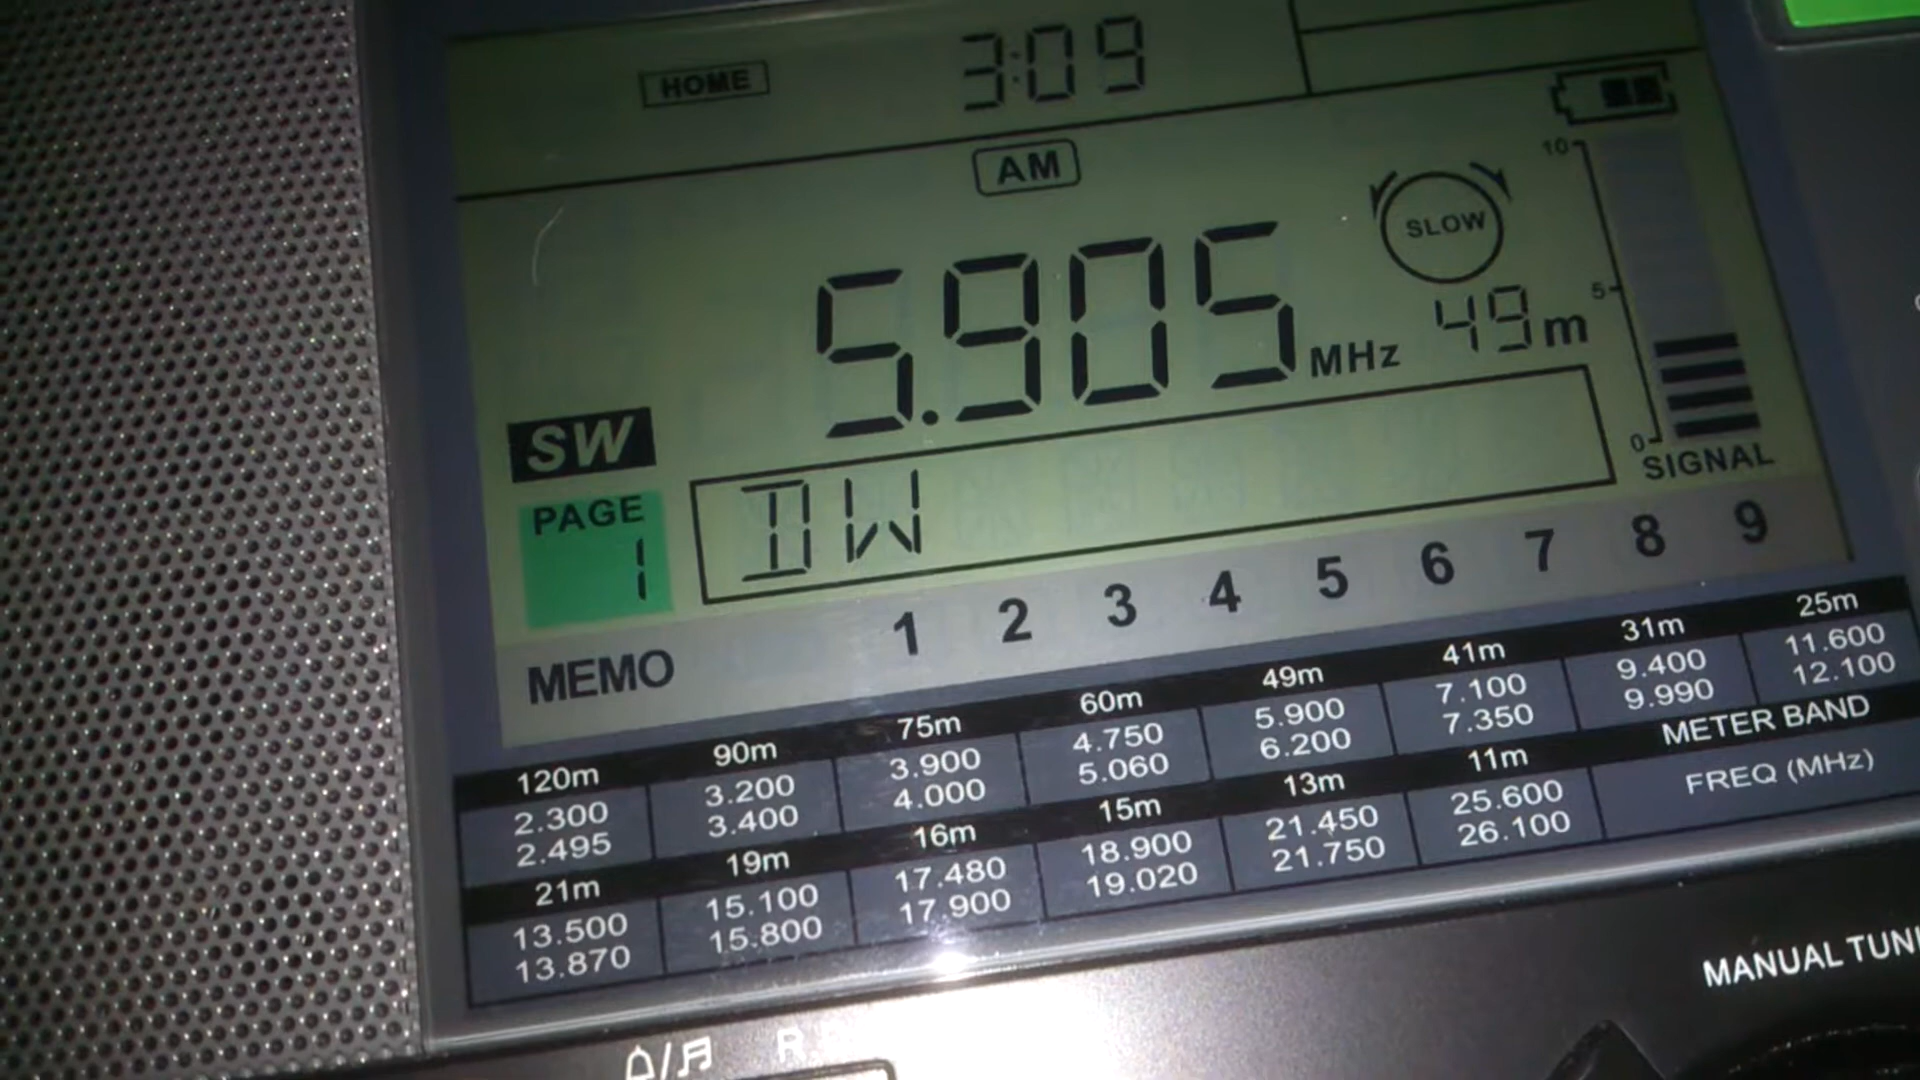 HOME 3:09
AM
10
SLOW
5.905 MHz 49m
5
SW
0
SIGNAL
PAGE
1
DW
MEMO 1 2 3 4 5 6 7 8 9
120m 90m 75m 60m 49m 41m 31m 25m
2.300 3.200 3.900 4.750 5.900 7.100 9.400 11.600
2.495 3.400 4.000 5.060 6.200 7.350 9.990 12.100
21m 19m 16m 15m 13m 11m METER BAND
13.500 15.100 17.480 18.900 21.450 25.600 FREQ (MHz)
13.870 15.800 17.900 19.020 21.750 26.100
MANUAL TUNI